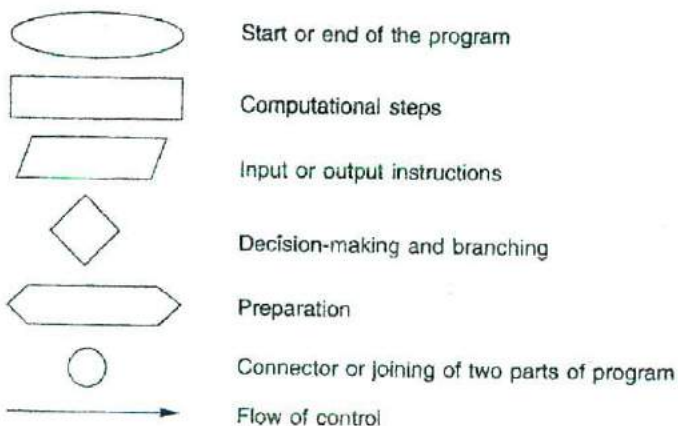 Start or end of the program
Computational steps
Input or output instructions
Decision-making and branching
Preparation
Connector or joining of two parts of program
Flow of control